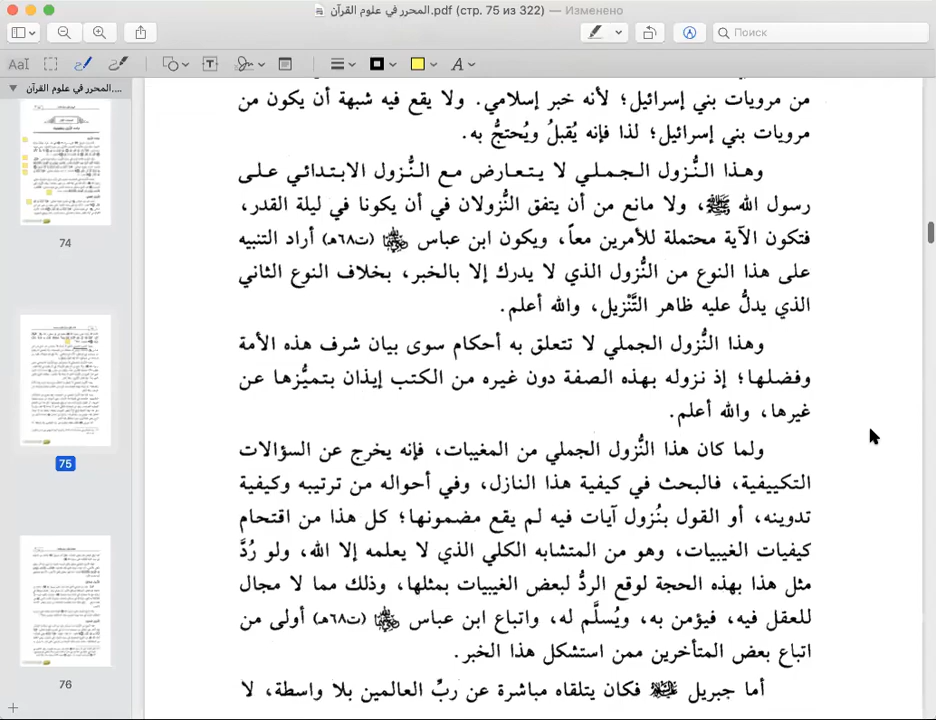 المحرر في علوم القرآن.pdf (стр. 75 из 322) — Изменено
Поиск
AaI
المحرر في علوم القرآن....
74
75
76
من مرويات بني إسرائيل؛ لأنه خبر إسلامي. ولا يقع فيه شبهة أن يكون من
مرويات بني إسرائيل؛ لذا فإنه يُقبلُ ويُحتجُّ به.
وهذا النُّزول الجملي لا يتعارض مع النُّزول الابتدائي على
رسول الله ﷺ، ولا مانع من أن يتفق النُّزولان في أن يكونا في ليلة القدر،
فتكون الآية محتملة للأمرين معاً، ويكون ابن عباس (ت٦٨هـ) أراد التنبيه
على هذا النوع من النُّزول الذي لا يدرك إلا بالخبر، بخلاف النوع الثاني
الذي يدلُّ عليه ظاهر التَّنْزيل، والله أعلم.
وهذا النُّزول الجملي لا تتعلق به أحكام سوى بيان شرف هذه الأمة
وفضلها؛ إذ نزوله بهذه الصفة دون غيره من الكتب إيذان بتميُّزها عن
غيرها، والله أعلم.
ولما كان هذا النُّزول الجملي من المغيبات، فإنه يخرج عن السؤالات
التكييفية، فالبحث في كيفية هذا النازل، وفي أحواله من ترتيبه وكيفية
تدوينه، أو القول بنُزول آيات فيه لم يقع مضمونها؛ كل هذا من اقتحام
كيفيات الغيبيات، وهو من المتشابه الكلي الذي لا يعلمه إلا الله، ولو رُدَّ
مثل هذا بهذه الحجة لوقع الردُّ لبعض الغيبيات بمثلها، وذلك مما لا مجال
للعقل فيه، فيؤمن به، ويُسلَّم له، واتباع ابن عباس (ت٦٨هـ) أولى من
اتباع بعض المتأخرين ممن استشكل هذا الخبر.
أما جبريل فكان يتلقاه مباشرة عن ربِّ العالمين بلا واسطة، لا